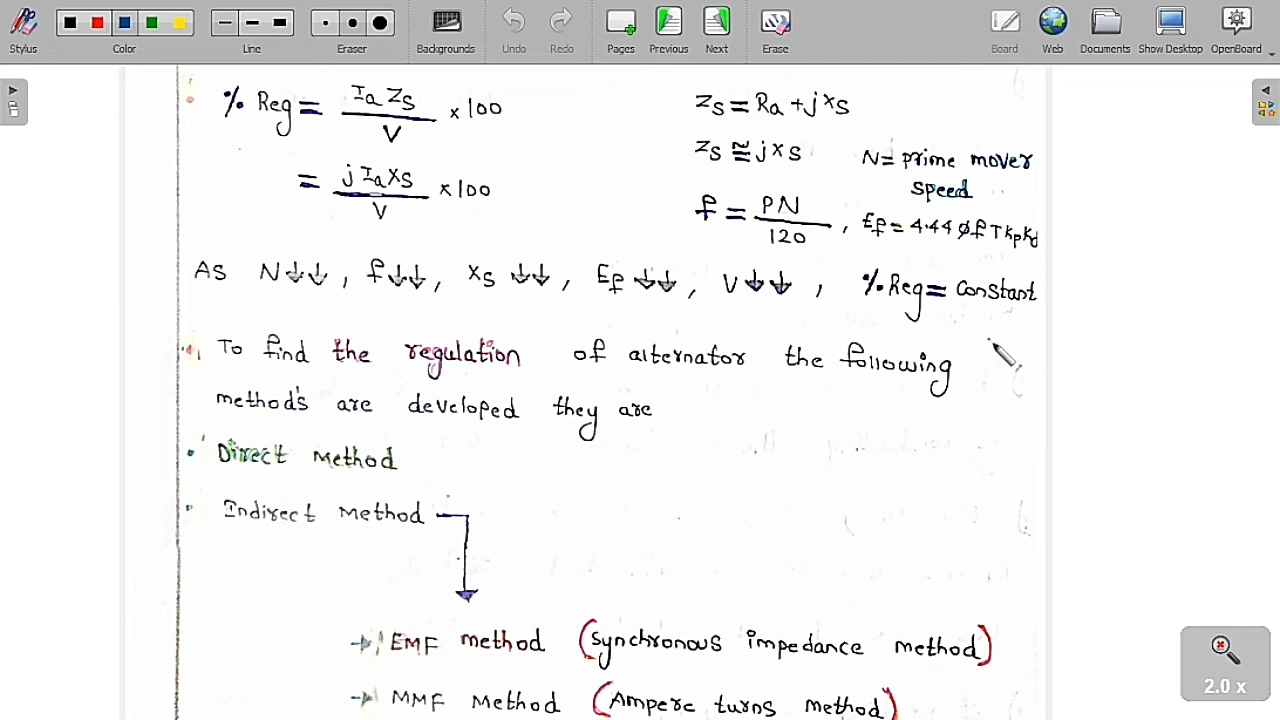 Stylus Color Line Eraser Backgrounds Undo Redo Pages Previous Next Erase Board Web Documents Show Desktop OpenBoard
% Reg = IaZs / V × 100
Zs = Ra + jXs
Zs ≅ jXs
N = prime mover speed
= jIaXs / V × 100
f = PN / 120 , Ef = 4.44 φ f T Kp Kd
As N↓↓, f↓↓, Xs ↓↓, Ef ↓↓, V↓↓, % Reg = constant
To find the regulation of alternator the following
method's are developed they are
• Direct method
• Indirect method
→ EMF method (synchronous impedance method)
→ MMF method (Ampere turns method)
2.0 x